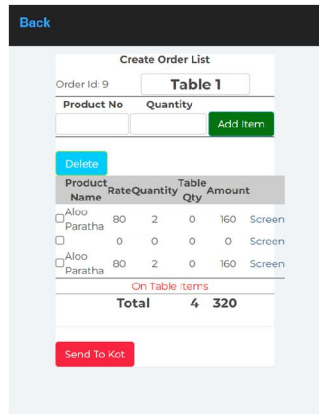 Back
Create Order List
Order Id: 9 Table 1
Product No Quantity
Add Item
Delete
Product Name Rate Quantity Table Qty Amount
Aloo Paratha 80 2 0 160 Screen
0 0 0 0 Screen
Aloo Paratha 80 2 0 160 Screen
On Table items
Total 4 320
Send To Kot